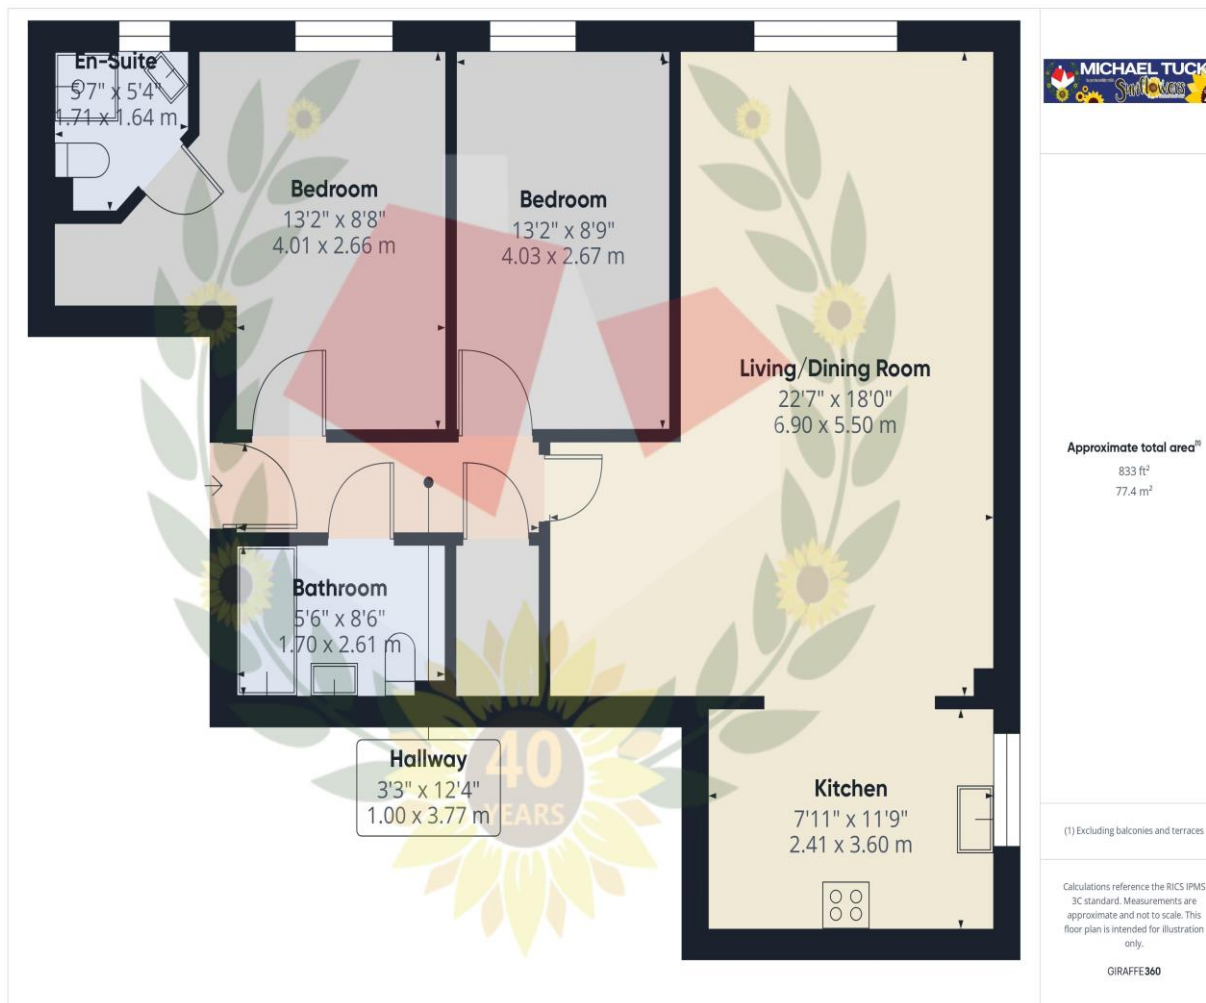 En-Suite
5'7" x 5'4"
1.71 x 1.64 m
Bedroom
13'2" x 8'8"
4.01 x 2.66 m
Bedroom
13'2" x 8'9"
4.03 x 2.67 m
Living/Dining Room
22'7" x 18'0"
6.90 x 5.50 m
Bathroom
5'6" x 8'6"
1.70 x 2.61 m
Hallway
3'3" x 12'4"
1.00 x 3.77 m
40
YEARS
Kitchen
7'11" x 11'9"
2.41 x 3.60 m
MICHAEL TUCK
Sunflowers
Approximate total area(1)
833 ft²
77.4 m²
(1) Excluding balconies and terraces
Calculations reference the RICS IPMS
3C standard. Measurements are
approximate and not to scale. This
floor plan is intended for illustration
only.
GIRAFFE360